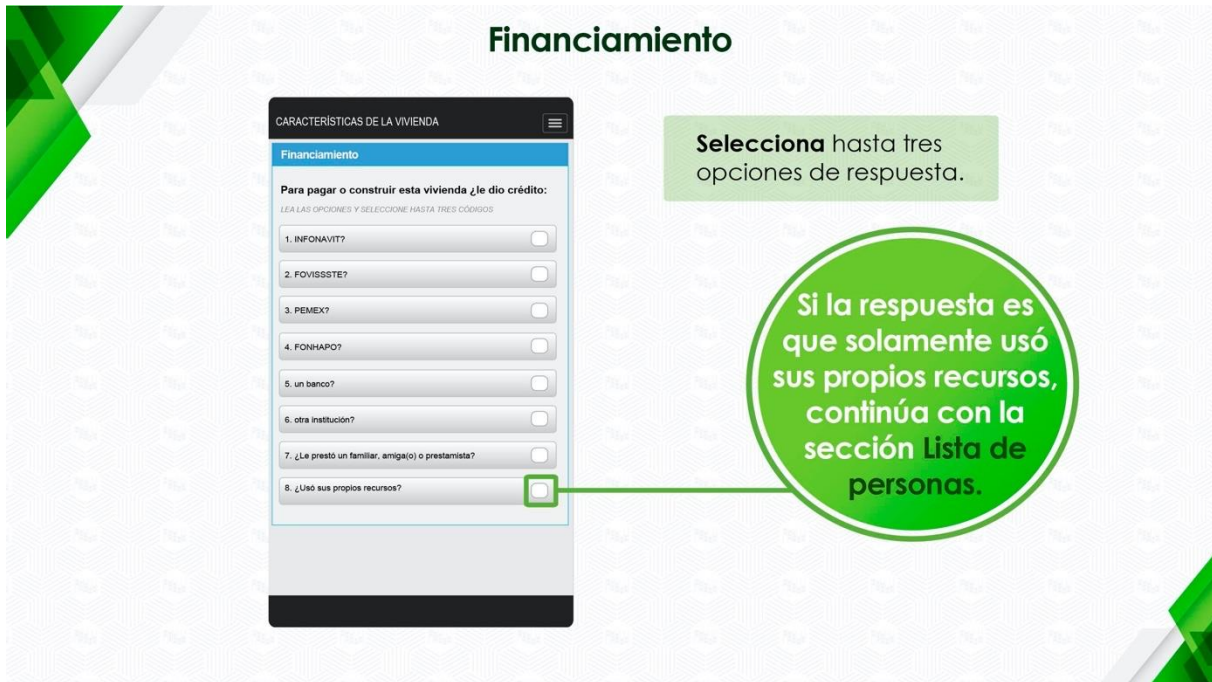 Financiamiento
CARACTERÍSTICAS DE LA VIVIENDA
Financiamiento
Para pagar o construir esta vivienda ¿le dio crédito:
LEA LAS OPCIONES Y SELECCIONE HASTA TRES CÓDIGOS
1. INFONAVIT?
2. FOVISSSTE?
3. PEMEX?
4. FONHAPO?
5. un banco?
6. otra institución?
7. ¿Le prestó un familiar, amiga(o) o prestamista?
8. ¿Usó sus propios recursos?
Selecciona hasta tres
opciones de respuesta.
Si la respuesta es
que solamente usó
sus propios recursos,
continúa con la
sección Lista de
personas.